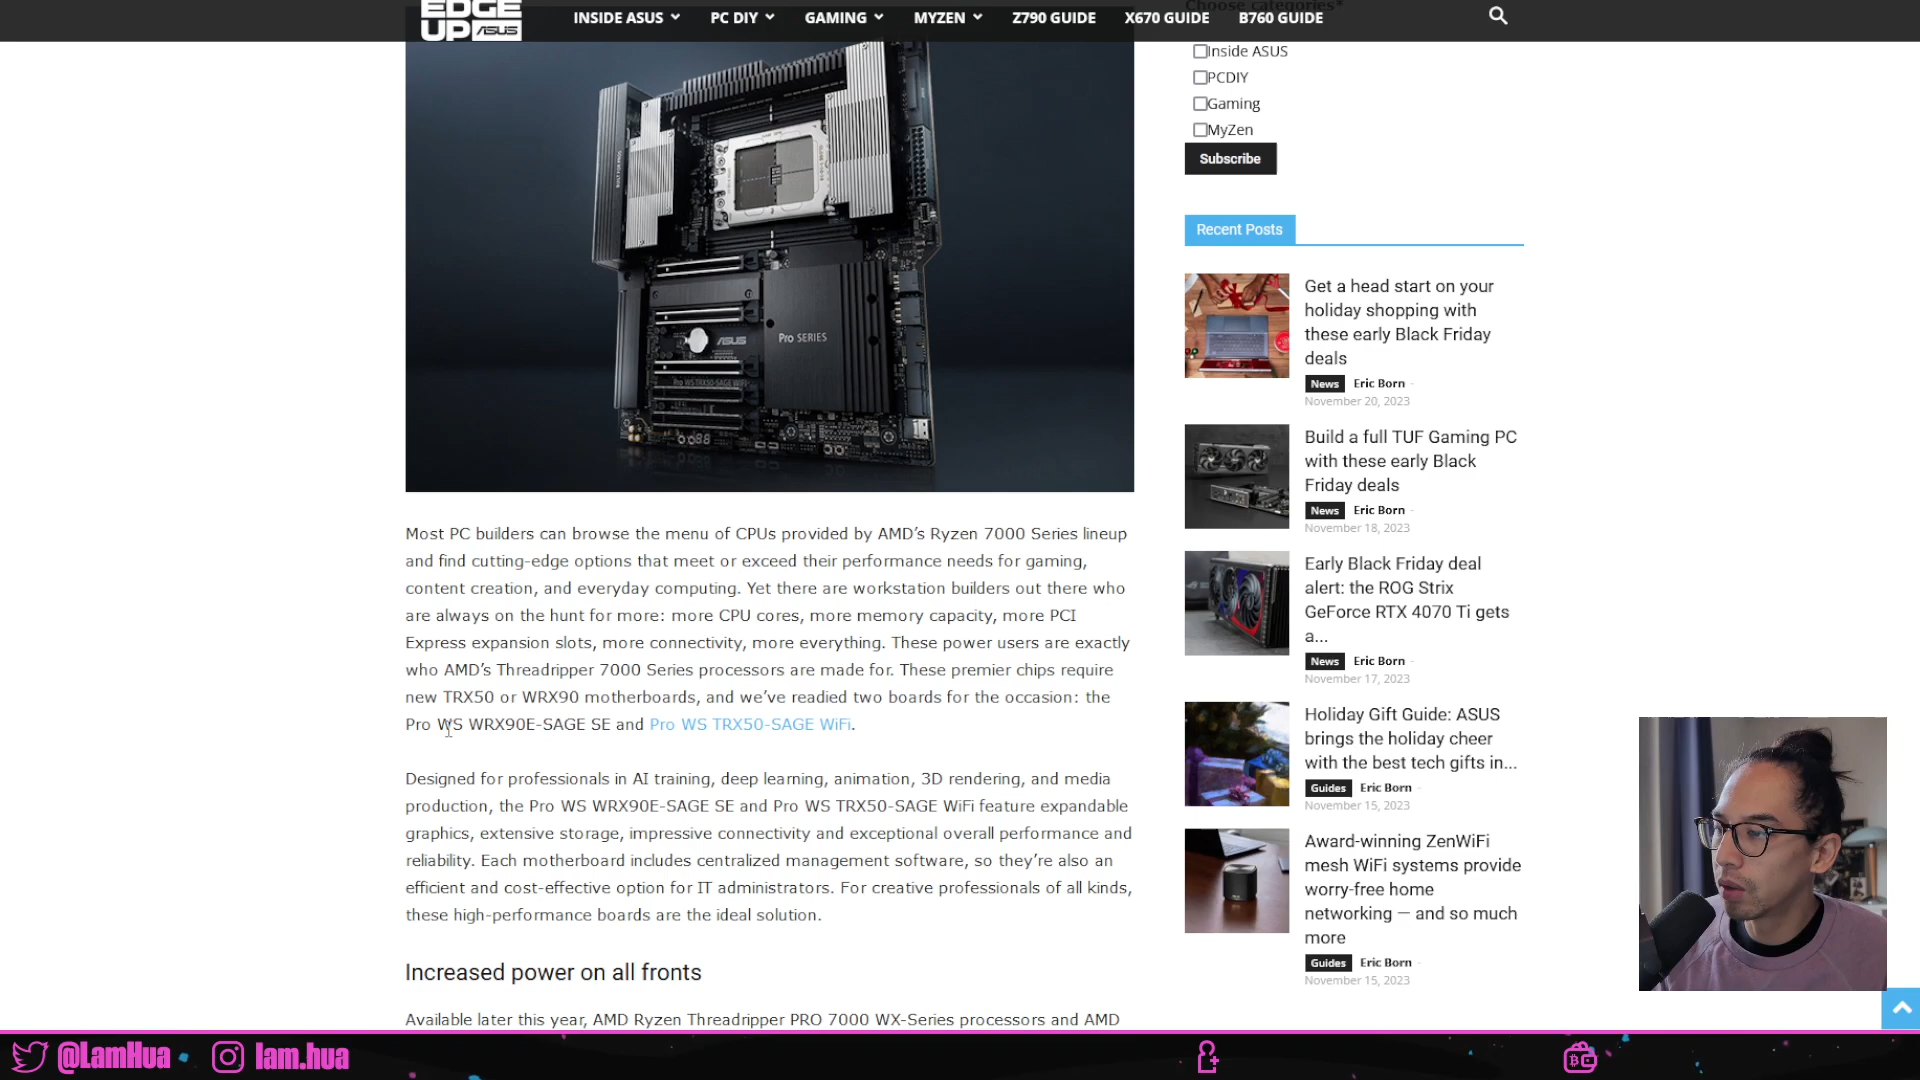 EDGE UP ASUS
INSIDE ASUS
PC DIY
GAMING
MYZEN
Z790 GUIDE
X670 GUIDE
B760 GUIDE
Choose categories*
Inside ASUS
PCDIY
Gaming
MyZen
Subscribe
Pro SERIES
ASUS
Pro WS TRX50-SAGE WIFI
Most PC builders can browse the menu of CPUs provided by AMD’s Ryzen 7000 Series lineup
and find cutting-edge options that meet or exceed their performance needs for gaming,
content creation, and everyday computing. Yet there are workstation builders out there who
are always on the hunt for more: more CPU cores, more memory capacity, more PCI
Express expansion slots, more connectivity, more everything. These power users are exactly
who AMD’s Threadripper 7000 Series processors are made for. These premier chips require
new TRX50 or WRX90 motherboards, and we’ve readied two boards for the occasion: the
Pro WS WRX90E-SAGE SE and Pro WS TRX50-SAGE WiFi.
Designed for professionals in AI training, deep learning, animation, 3D rendering, and media
production, the Pro WS WRX90E-SAGE SE and Pro WS TRX50-SAGE WiFi feature expandable
graphics, extensive storage, impressive connectivity and exceptional overall performance and
reliability. Each motherboard includes centralized management software, so they’re also an
efficient and cost-effective option for IT administrators. For creative professionals of all kinds,
these high-performance boards are the ideal solution.
Increased power on all fronts
Available later this year, AMD Ryzen Threadripper PRO 7000 WX-Series processors and AMD
Recent Posts
Get a head start on your
holiday shopping with
these early Black Friday
deals
News Eric Born -
November 20, 2023
Build a full TUF Gaming PC
with these early Black
Friday deals
News Eric Born -
November 18, 2023
Early Black Friday deal
alert: the ROG Strix
GeForce RTX 4070 Ti gets
a...
News Eric Born -
November 17, 2023
Holiday Gift Guide: ASUS
brings the holiday cheer
with the best tech gifts in...
Guides Eric Born -
November 15, 2023
Award-winning ZenWiFi
mesh WiFi systems provide
worry-free home
networking — and so much
more
Guides Eric Born -
November 15, 2023
@LamHua
lam.hua